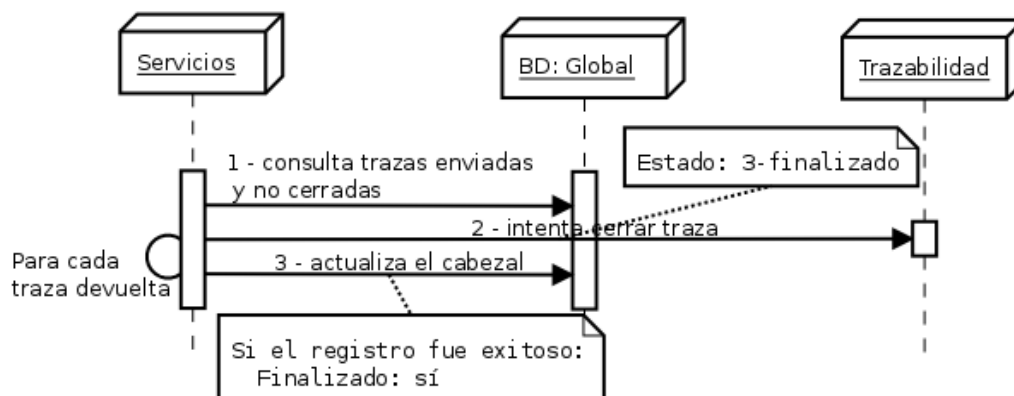 Servicios
BD: Global
Trazabilidad
1 - consulta trazas enviadas
y no cerradas
Estado: 3-finalizado
2 - intenta cerrar traza
Para cada
traza devuelta
3 - actualiza el cabezal
Si el registro fue exitoso:
Finalizado: sí